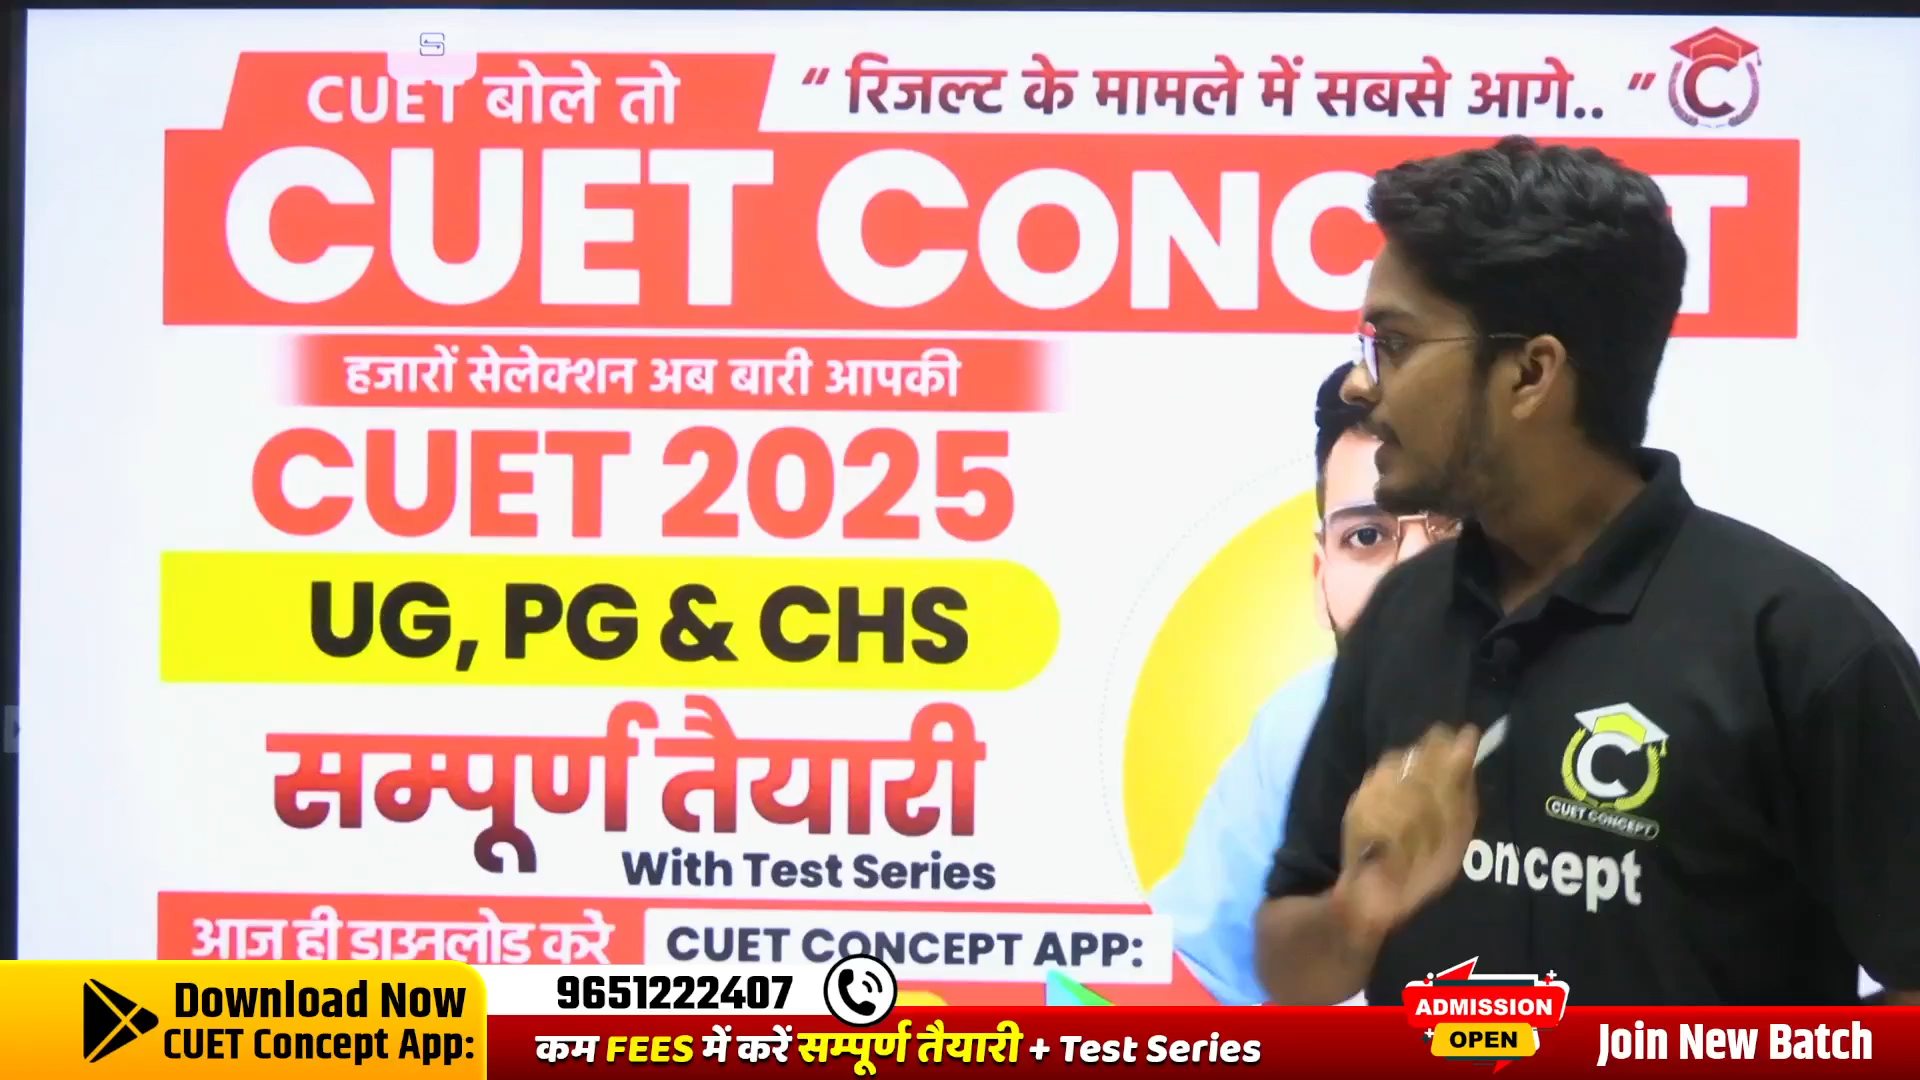 CUET बोले तो
“ रिजल्ट के मामले में सबसे आगे.. ”
C
CUET CONCEPT
हजारों सेलेक्शन अब बारी आपकी
CUET 2025
UG, PG & CHS
सम्पूर्ण तैयारी
With Test Series
आज ही डाउनलोड करे
CUET CONCEPT APP:
C
CUET CONCEPT
oncept
Download Now
CUET Concept App:
9651222407
कम FEES में करें सम्पूर्ण तैयारी + Test Series
ADMISSION
OPEN
Join New Batch